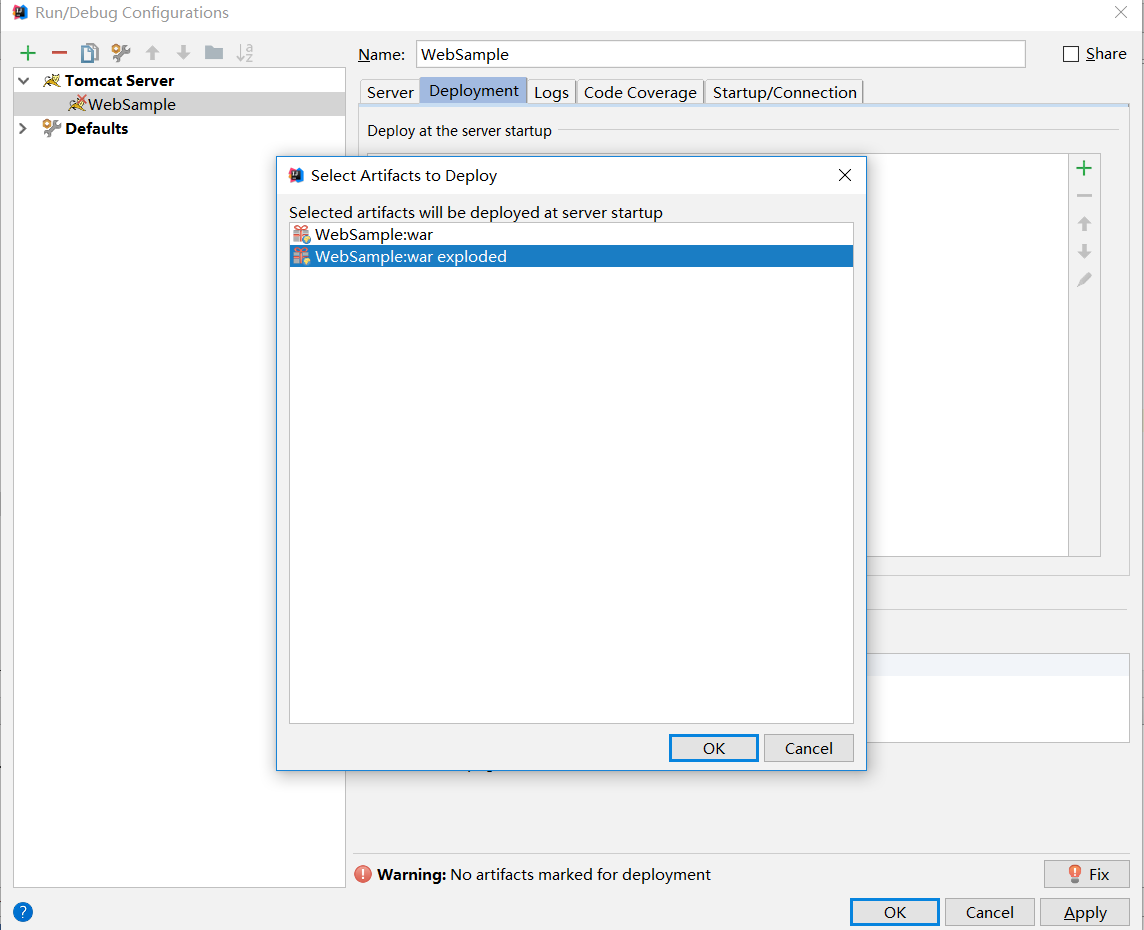 Run/Debug Configurations
Name: WebSample Share
Tomcat Server
WebSample
Defaults
Server Deployment Logs Code Coverage Startup/Connection
Deploy at the server startup
Select Artifacts to Deploy
Selected artifacts will be deployed at server startup
WebSample:war
WebSample:war exploded
OK Cancel
Warning: No artifacts marked for deployment Fix
OK Cancel Apply